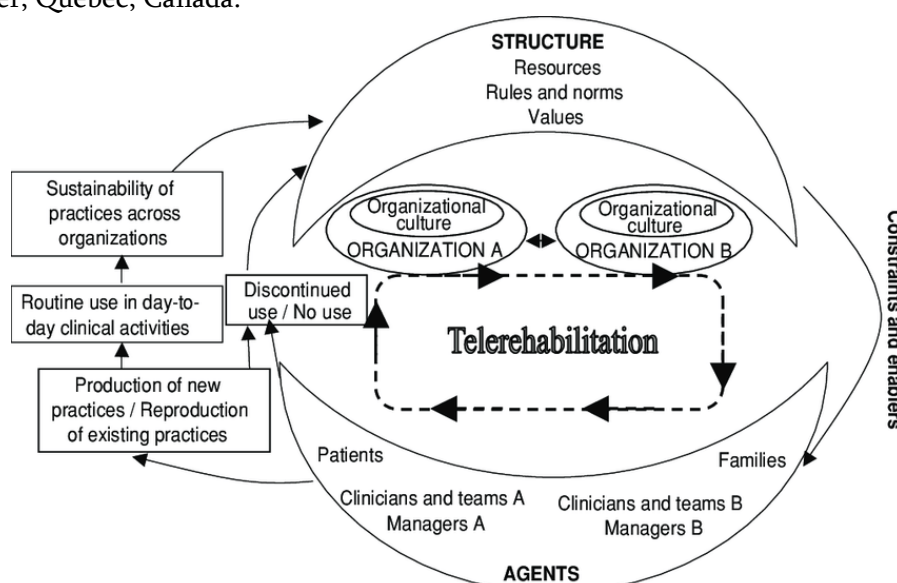 Quebec, Canada.
STRUCTURE
Resources
Rules and norms
Values
Sustainability of
practices across
organizations
Organizational
culture
ORGANIZATION A
Organizational
culture
ORGANIZATION B
Routine use in day-to-
day clinical activities
Discontinued
use / No use
Telerehabilitation
Production of new
practices / Reproduction
of existing practices
Constraints and enablers
Patients
Families
Clinicians and teams A
Managers A
Clinicians and teams B
Managers B
AGENTS